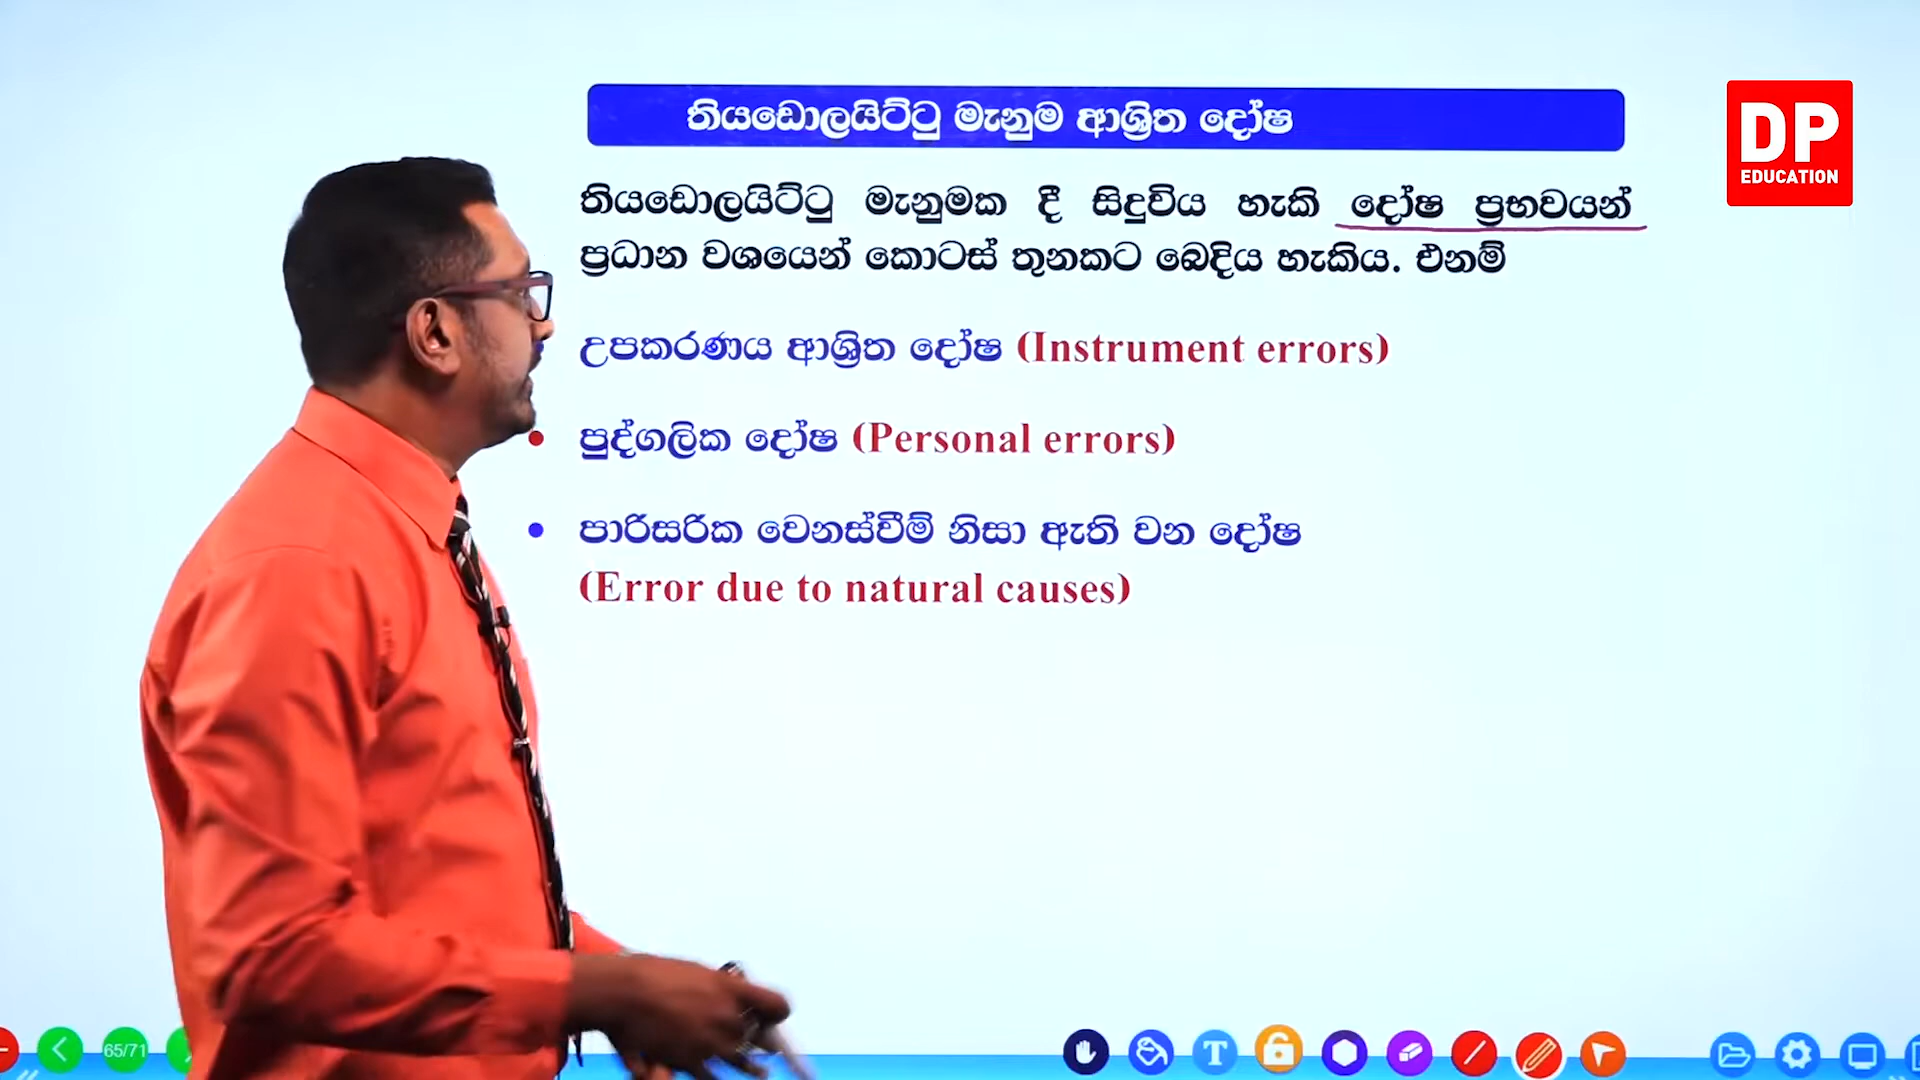 තියඩොලයිට්ටු මැනුම ආශ්‍රිත දෝෂ
DP
EDUCATION
තියඩොලයිට්ටු මැනුමක දී සිදුවිය හැකි දෝෂ ප්‍රභවයන්
ප්‍රධාන වශයෙන් කොටස් තුනකට බෙදිය හැකිය. එනම්
උපකරණය ආශ්‍රිත දෝෂ (Instrument errors)
• පුද්ගලික දෝෂ (Personal errors)
• පාරිසරික වෙනස්වීම් නිසා ඇති වන දෝෂ
(Error due to natural causes)
65/71
T